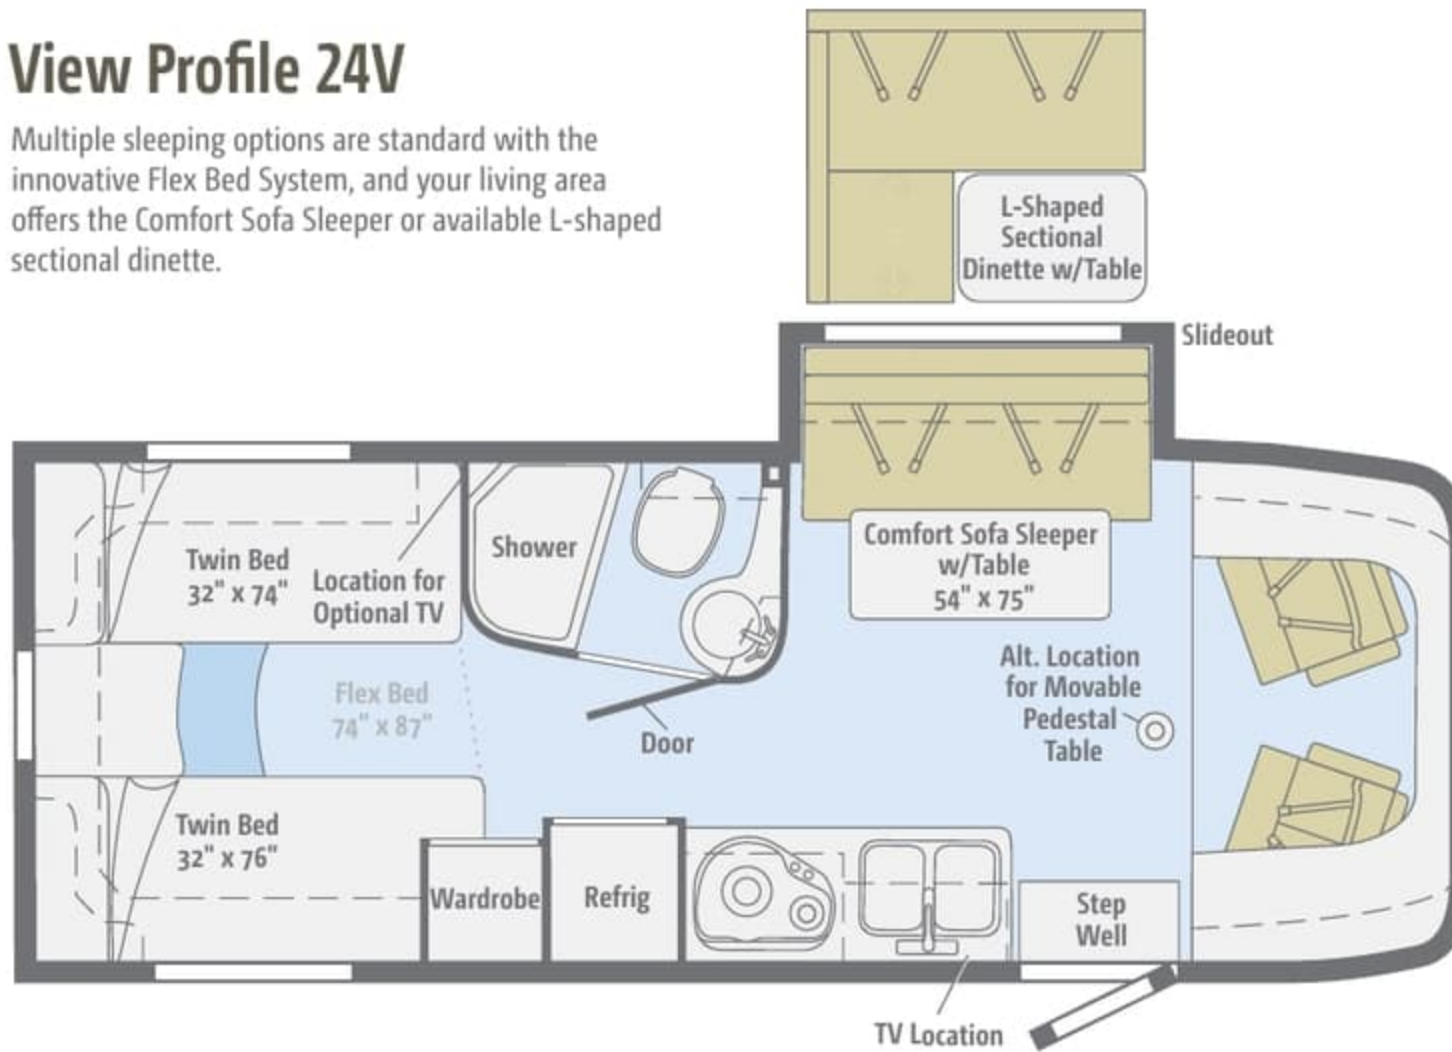 View Profile 24V
Multiple sleeping options are standard with the
innovative Flex Bed System, and your living area
offers the Comfort Sofa Sleeper or available L-shaped
sectional dinette.
L-Shaped
Sectional
Dinette w/Table
Slideout
Twin Bed
32" x 74"
Location for
Optional TV
Shower
Comfort Sofa Sleeper
w/Table
54" x 75"
Flex Bed
74" x 87"
Door
Alt. Location
for Movable
Pedestal
Table
Twin Bed
32" x 76"
Wardrobe
Refrig
Step
Well
TV Location